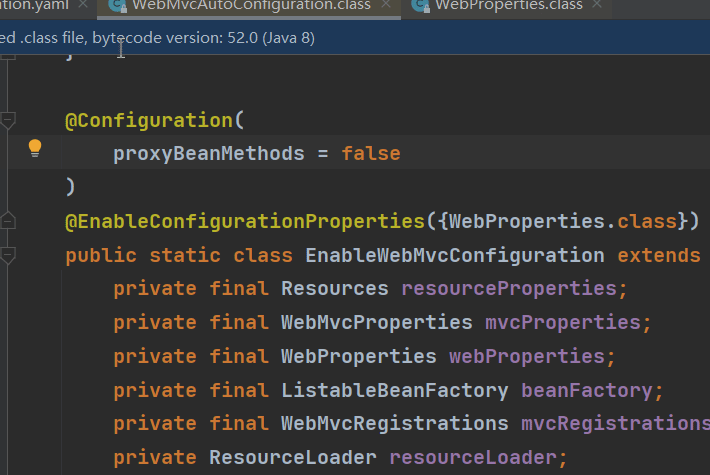 ation.yaml WebMvcAutoConfiguration.class WebProperties.class
ed .class file, bytecode version: 52.0 (Java 8)
}
@Configuration(
proxyBeanMethods = false
)
@EnableConfigurationProperties({WebProperties.class})
public static class EnableWebMvcConfiguration extends
private final Resources resourceProperties;
private final WebMvcProperties mvcProperties;
private final WebProperties webProperties;
private final ListableBeanFactory beanFactory;
private final WebMvcRegistrations mvcRegistrations
private ResourceLoader resourceLoader;